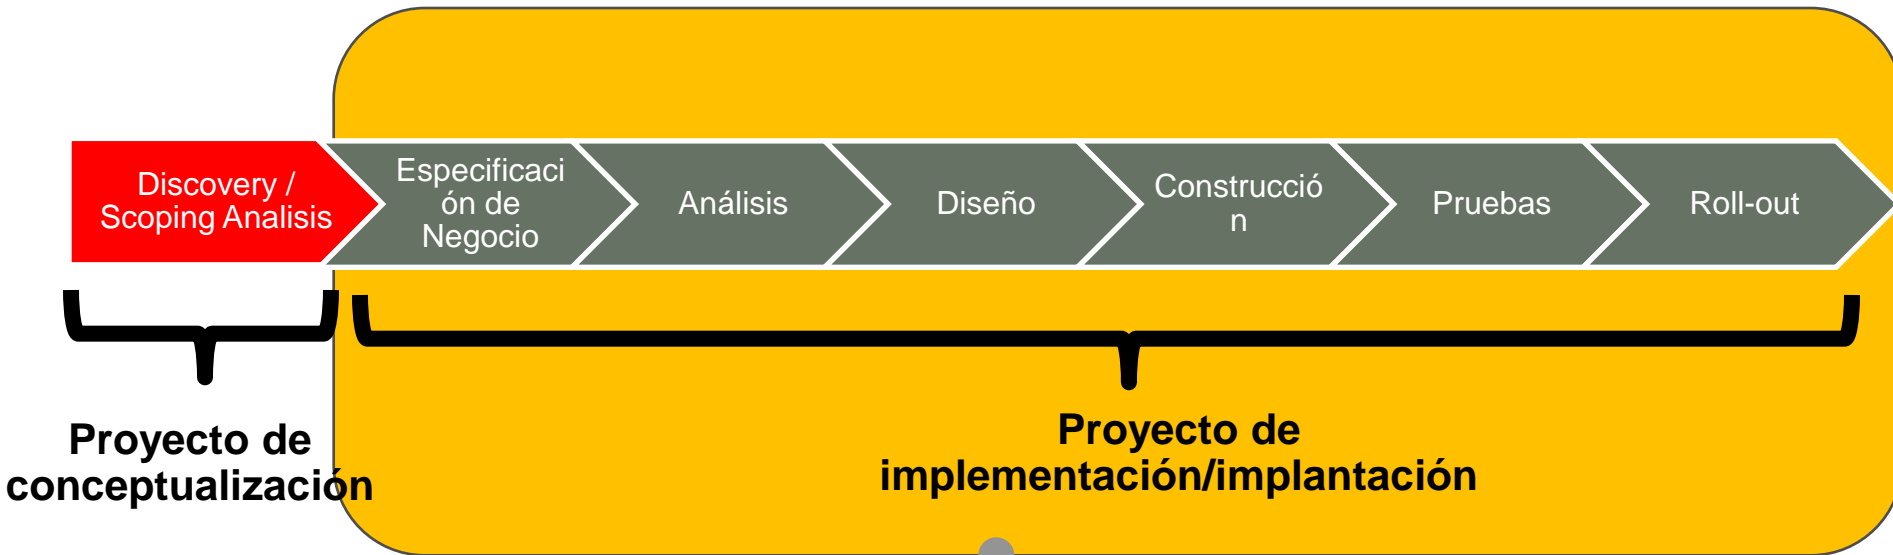 Discovery /
Scoping Analisis
Especificaci
ón de
Negocio
Análisis
Diseño
Construcció
n
Pruebas
Roll-out
Proyecto de
conceptualización
Proyecto de
implementación/implantación